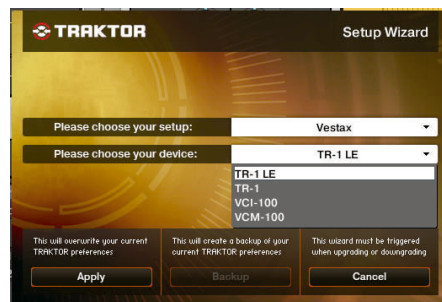 TRAKTOR
Setup Wizard
Please choose your setup:
Vestax
Please choose your device:
TR-1 LE
TR-1 LE
TR-1
VCI-100
VCM-100
This will overwrite your current
TRAKTOR preferences
This will create a backup of your
current TRAKTOR preferences
This wizard must be triggered
when upgrading or downgrading
Apply
Backup
Cancel